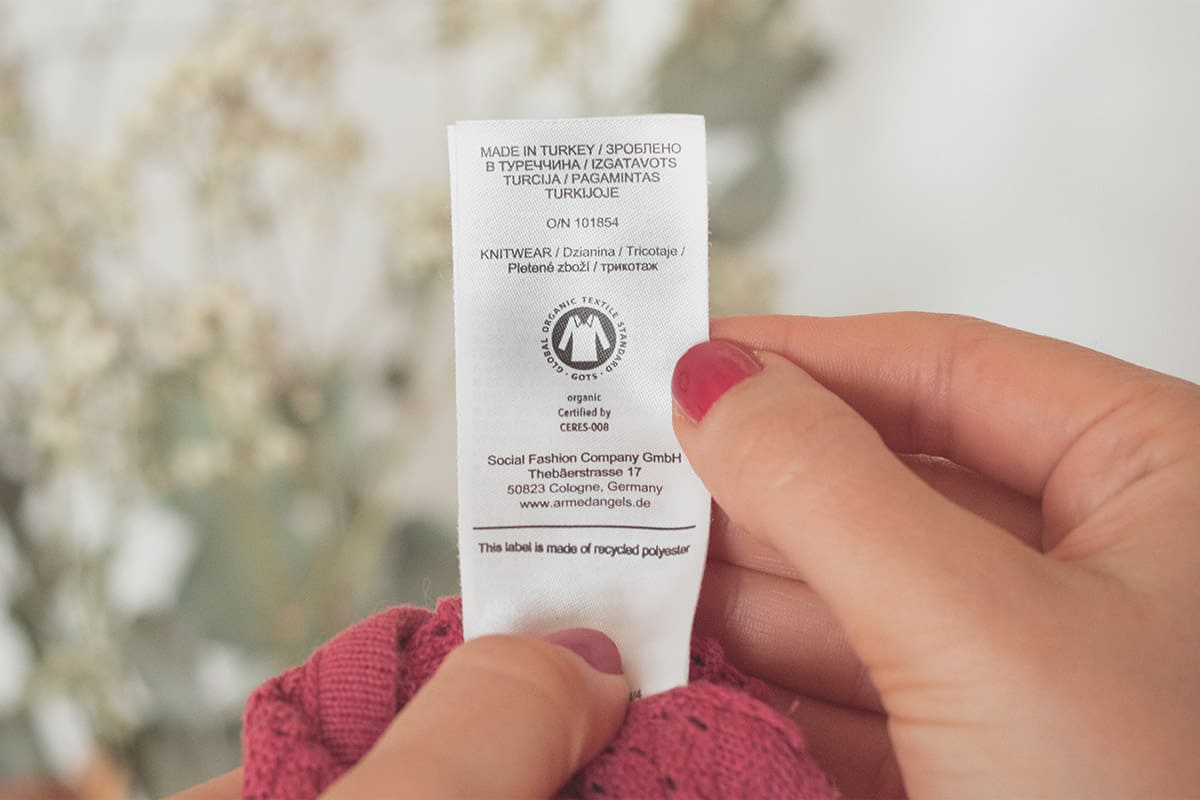 MADE IN TURKEY / ЗРОБЛЕНО
В ТУРЕЧЧИНА / IZGATAVOTS
TURCIJA / PAGAMINTAS
TURKIJOJE
O/N 101854
KNITWEAR / Dzianina / Tricotaje /
Pletené zboží / трикотаж
GLOBAL ORGANIC TEXTILE STANDARD
· GOTS ·
organic
Certified by
CERES-008
Social Fashion Company GmbH
Thebäerstrasse 17
50823 Cologne, Germany
www.armedangels.de
This label is made of recycled polyester